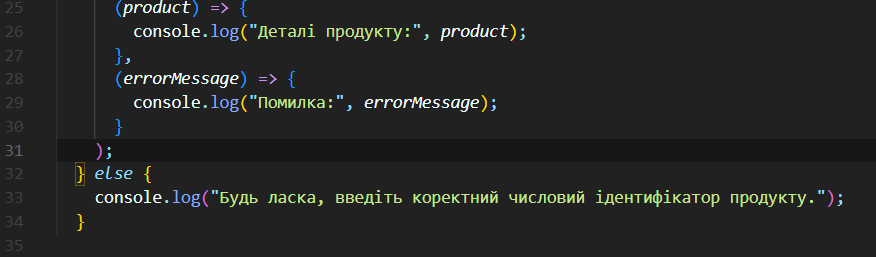 25 (product) => {
26 console.log("Деталі продукту:", product);
27 },
28 (errorMessage) => {
29 console.log("Помилка:", errorMessage);
30 }
31 );
32 } else {
33 console.log("Будь ласка, введіть коректний числовий ідентифікатор продукту.");
34 }
35